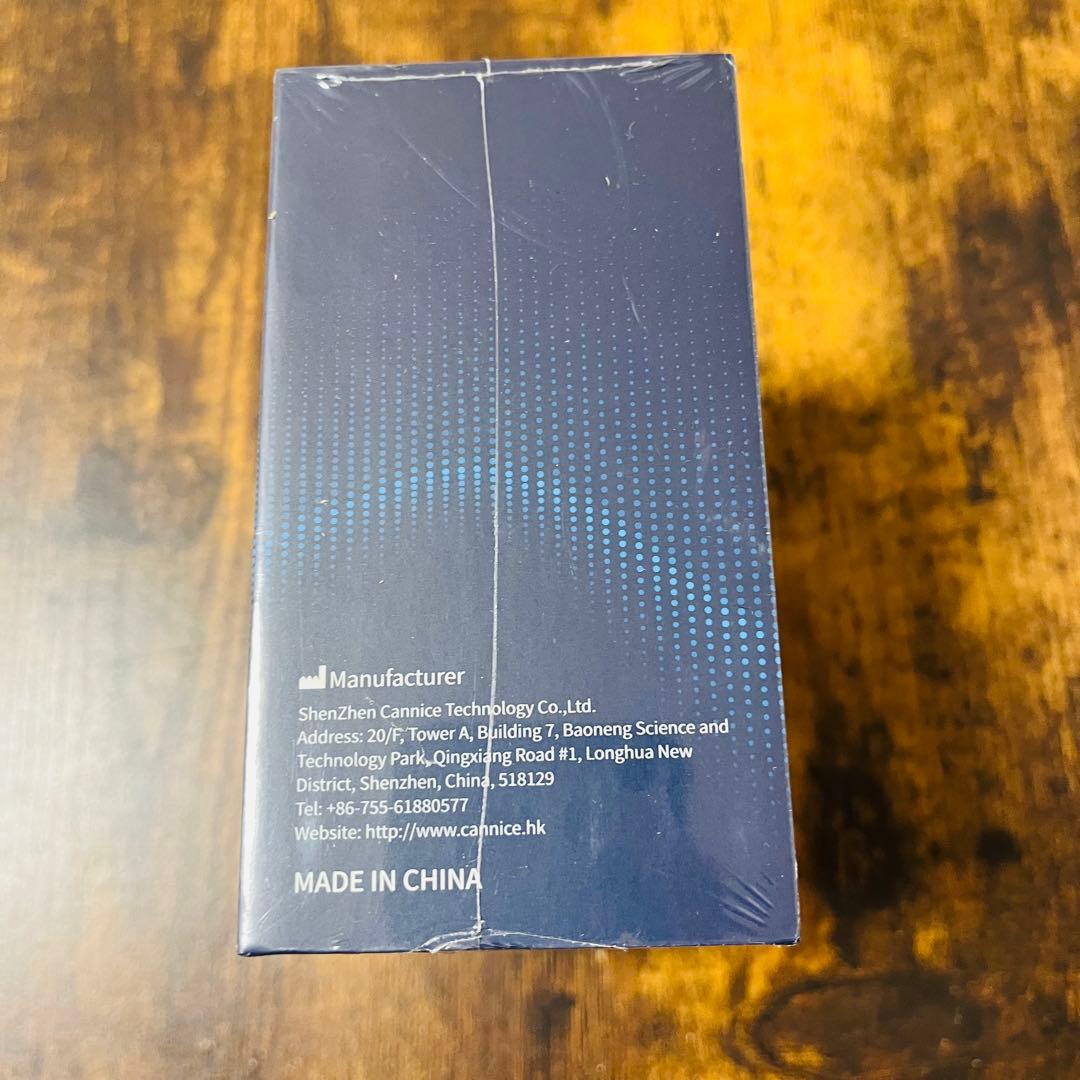 Manufacturer
ShenZhen Cannice Technology Co.,Ltd.
Address: 20/F, Tower A, Building 7, Baoneng Science and
Technology Park, Qingxiang Road #1, Longhua New
District, Shenzhen, China, 518129
Tel: +86-755-61880577
Website: http://www.cannice.hk
MADE IN CHINA